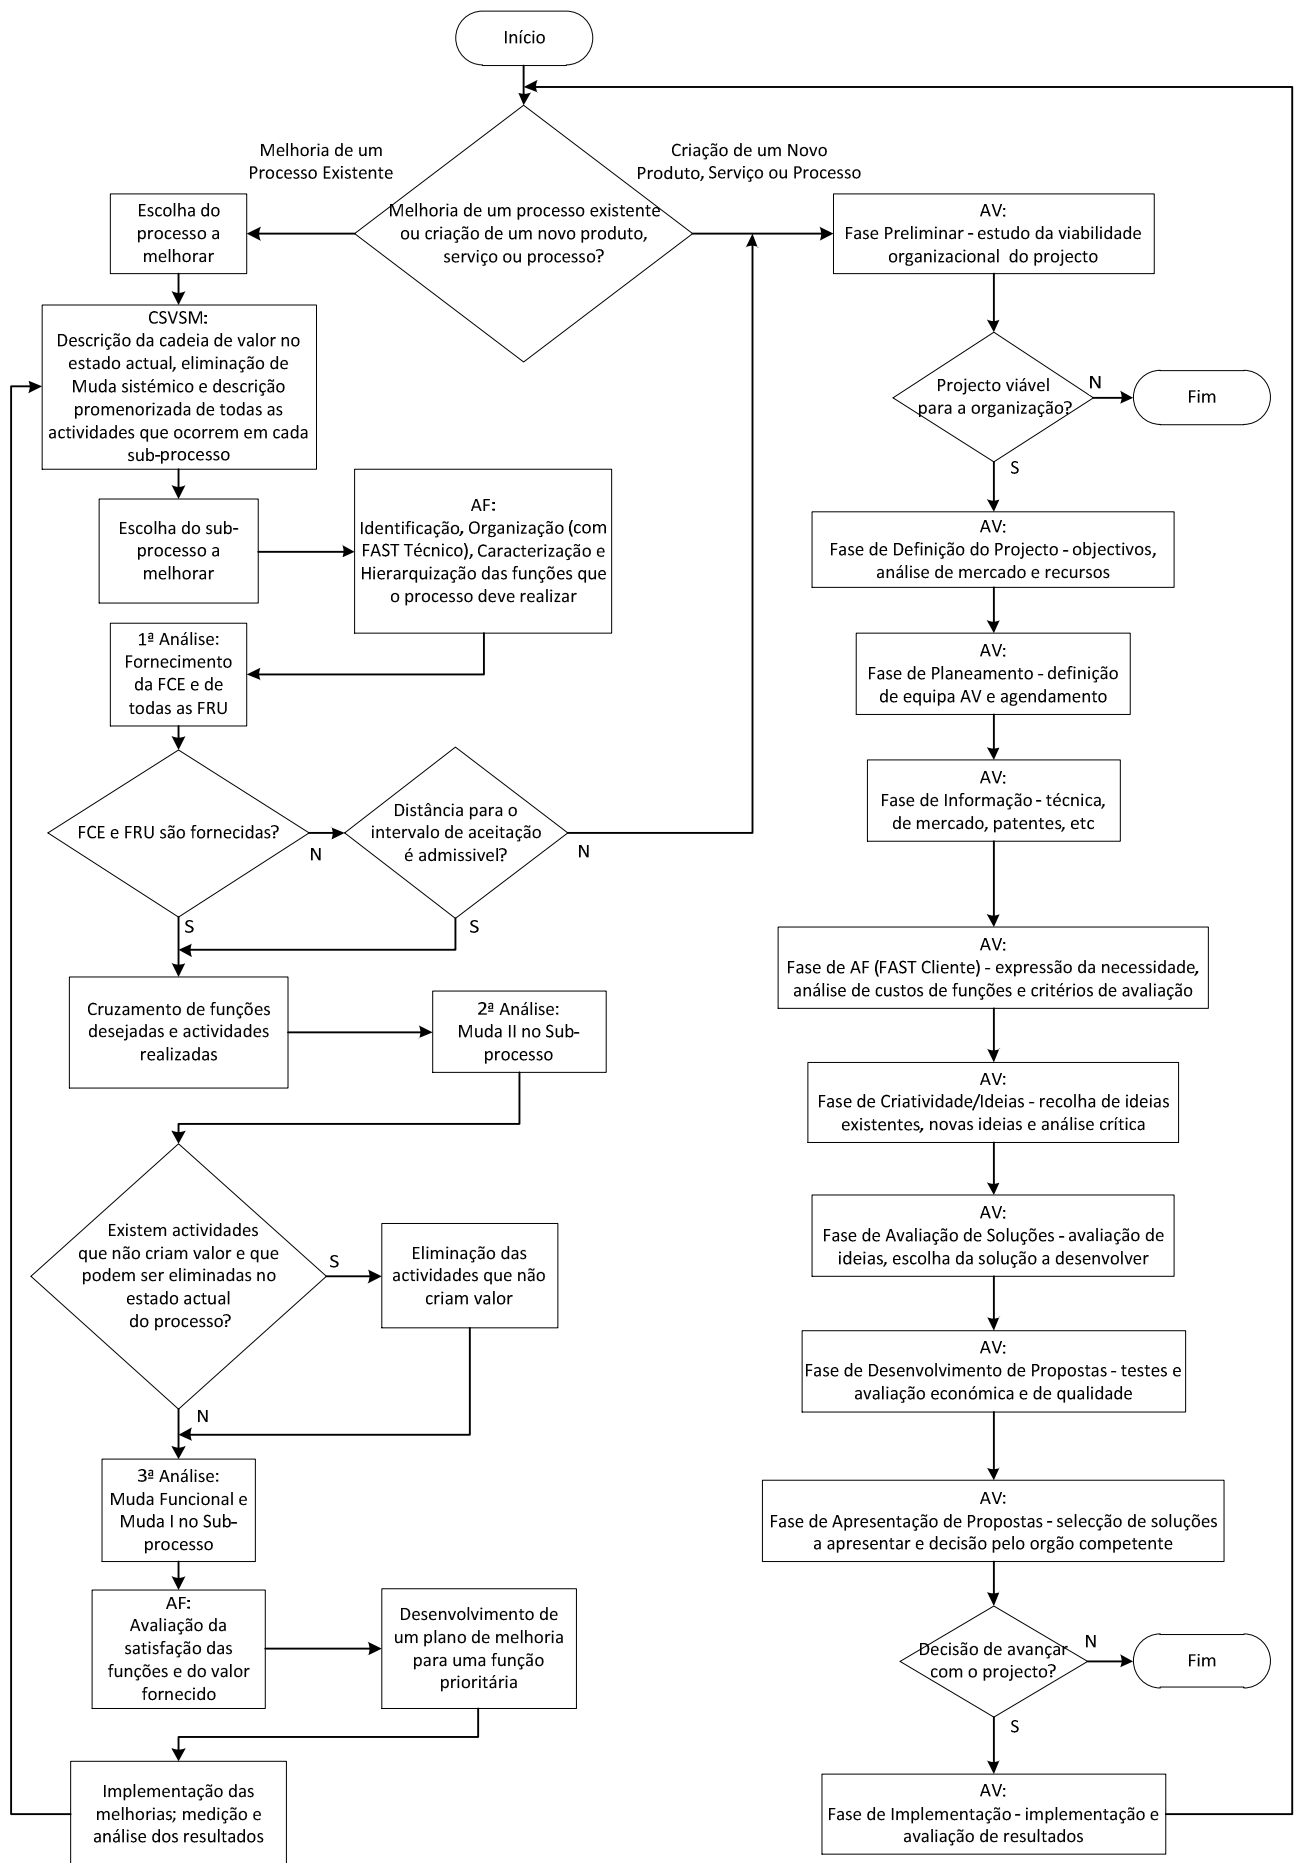 Início
Melhoria de um
Processo Existente
Criação de um Novo
Produto, Serviço ou Processo
Melhoria de um processo existente
ou criação de um novo produto,
serviço ou processo?
Escolha do
processo a
melhorar
CSVSM:
Descrição da cadeia de valor no
estado actual, eliminação de
Muda sistémico e descrição
promenorizada de todas as
actividades que ocorrem em cada
sub-processo
Escolha do sub-
processo a
melhorar
AF:
Identificação, Organização (com
FAST Técnico), Caracterização e
Hierarquização das funções que
o processo deve realizar
1ª Análise:
Fornecimento
da FCE e de
todas as FRU
FCE e FRU são fornecidas?
N
S
Distância para o
intervalo de aceitação
é admissivel?
N
S
Cruzamento de funções
desejadas e actividades
realizadas
2ª Análise:
Muda II no Sub-
processo
Existem actividades
que não criam valor e que
podem ser eliminadas no
estado actual
do processo?
S
N
Eliminação das
actividades que não
criam valor
3ª Análise:
Muda Funcional e
Muda I no Sub-
processo
AF:
Avaliação da
satisfação das
funções e do valor
fornecido
Desenvolvimento de
um plano de melhoria
para uma função
prioritária
Implementação das
melhorias; medição e
análise dos resultados
AV:
Fase Preliminar - estudo da viabilidade
organizacional do projecto
Projecto viável
para a organização?
N
Fim
S
AV:
Fase de Definição do Projecto - objectivos,
análise de mercado e recursos
AV:
Fase de Planeamento - definição
de equipa AV e agendamento
AV:
Fase de Informação - técnica,
de mercado, patentes, etc
AV:
Fase de AF (FAST Cliente) - expressão da necessidade,
análise de custos de funções e critérios de avaliação
AV:
Fase de Criatividade/Ideias - recolha de ideias
existentes, novas ideias e análise crítica
AV:
Fase de Avaliação de Soluções - avaliação de
ideias, escolha da solução a desenvolver
AV:
Fase de Desenvolvimento de Propostas - testes e
avaliação económica e de qualidade
AV:
Fase de Apresentação de Propostas - selecção de soluções
a apresentar e decisão pelo orgão competente
Decisão de avançar
com o projecto?
N
Fim
S
AV:
Fase de Implementação - implementação e
avaliação de resultados